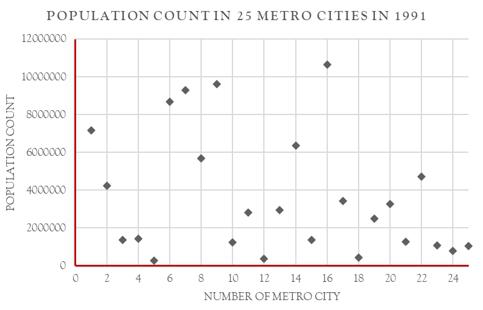 POPULATION COUNT IN 25 METRO CITIES IN 1991
12000000
10000000
8000000
6000000
4000000
2000000
0
POPULATION COUNT
0 2 4 6 8 10 12 14 16 18 20 22 24
NUMBER OF METRO CITY